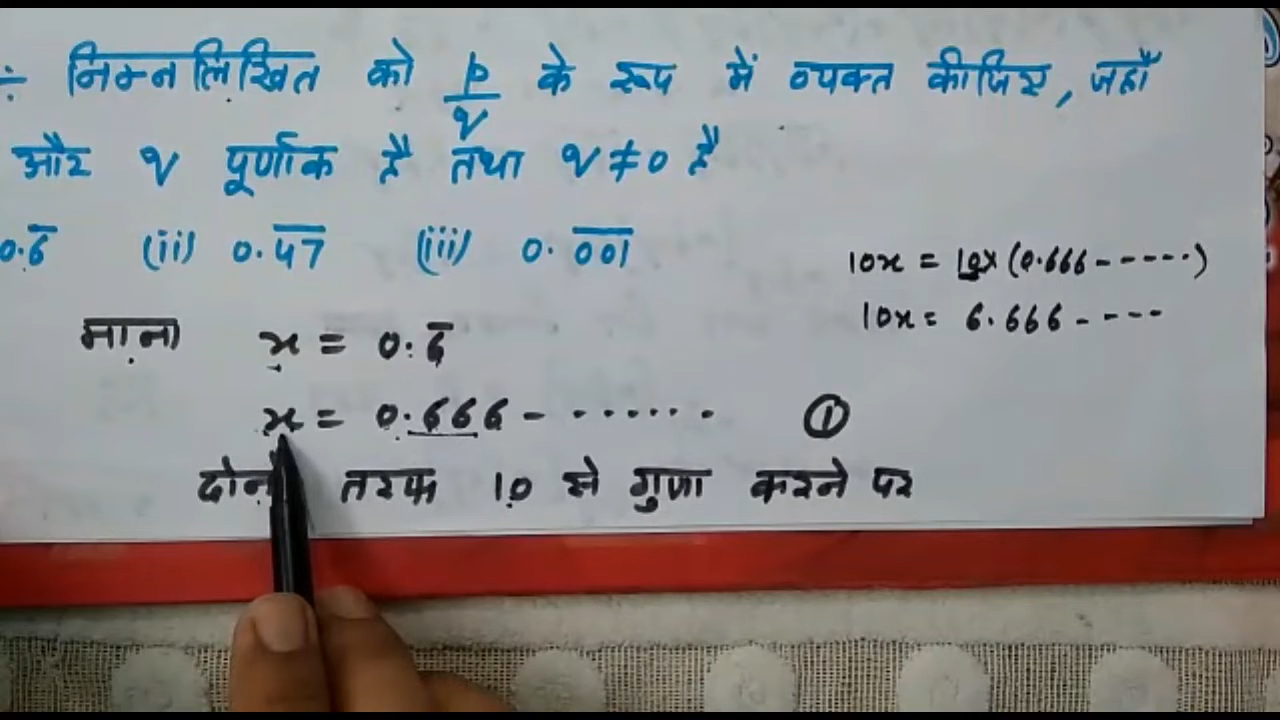 ÷ निम्नलिखित को p/q के रूप में व्यक्त कीजिए, जहाँ
और q पूर्णाक है तथा q ≠ 0 है
0.6̅ (ii) 0.4̅7̅ (iii) 0.0̅0̅1̅
10x = 10x (0.666------)
10x = 6.666----
माना x = 0.6̅
x = 0.666- ....... ①
दोनों तरफ 10 से गुणा करने पर